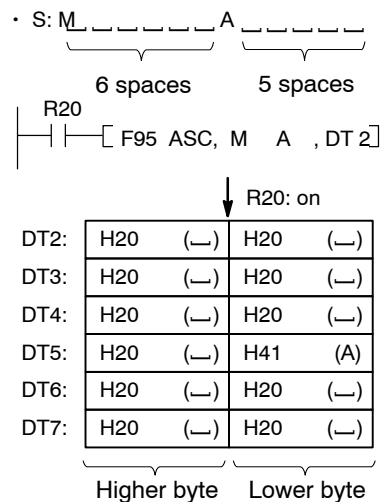 · S: M␣␣␣␣␣␣A␣␣␣␣␣
6 spaces 5 spaces
R20
F95 ASC, M A , DT 2
R20: on
DT2: H20 (␣) H20 (␣)
DT3: H20 (␣) H20 (␣)
DT4: H20 (␣) H20 (␣)
DT5: H20 (␣) H41 (A)
DT6: H20 (␣) H20 (␣)
DT7: H20 (␣) H20 (␣)
Higher byte Lower byte